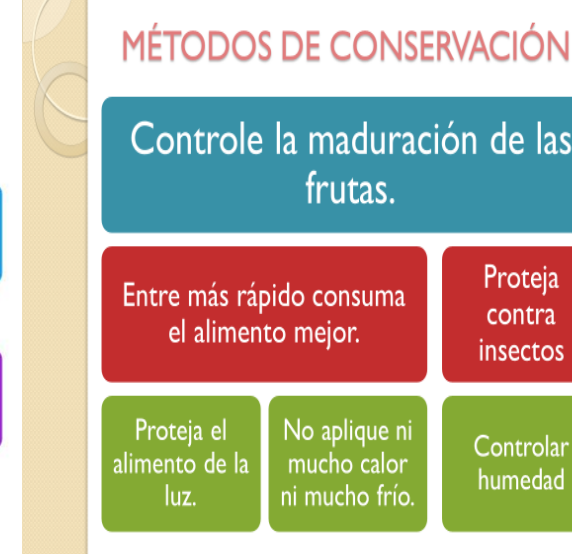 MÉTODOS DE CONSERVACIÓN
Controle la maduración de las
frutas.
Entre más rápido consuma
el alimento mejor.
Proteja
contra
insectos
Proteja el
alimento de la
luz.
No aplique ni
mucho calor
ni mucho frío.
Controlar
humedad